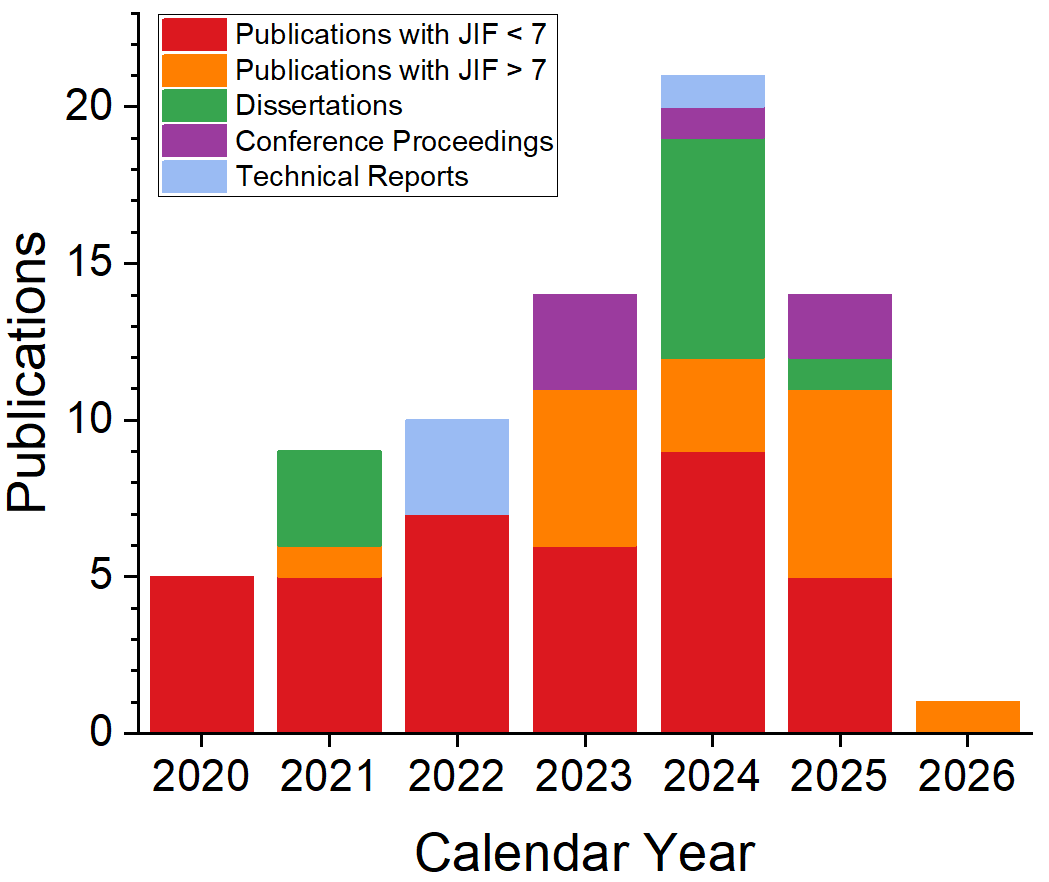 Publications with JIF < 7
Publications with JIF > 7
Dissertations
Conference Proceedings
Technical Reports
Publications
20
15
10
5
0
2020 2021 2022 2023 2024 2025 2026
Calendar Year